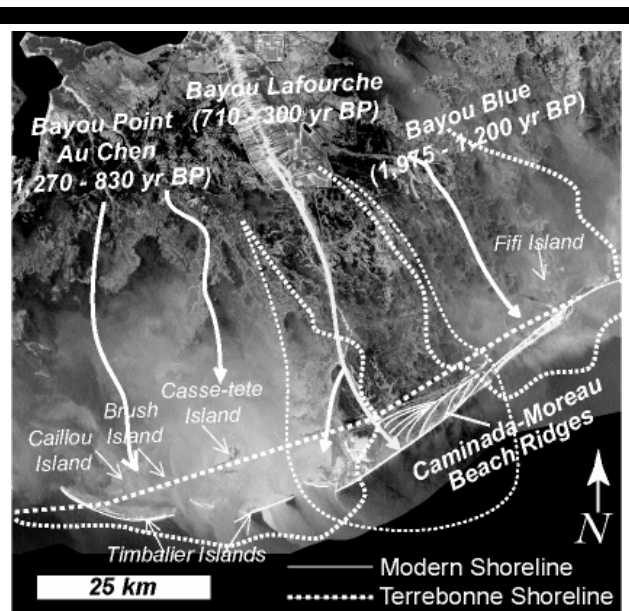 Bayou Lafourche
(710 - 300 yr BP)
Bayou Blue
(1,975 - 1,200 yr BP)
Bayou Point
Au Chen
1,270 - 830 yr BP)
Fifi Island
Casse-tete
Island
Brush
Island
Caillou
Island
Caminada-Moreau
Beach Ridges
Timbalier Islands
N
25 km
Modern Shoreline
Terrebonne Shoreline